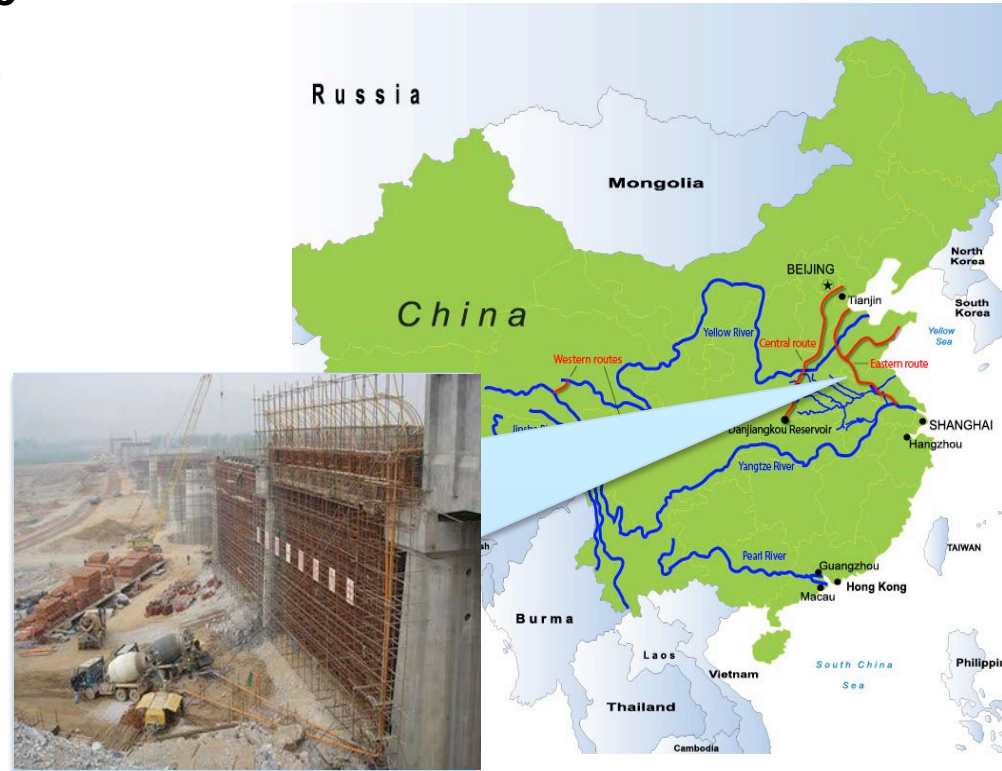 Russia
Mongolia
North
Korea
BEIJING
Tianjin
South
Korea
China
Yellow River
Yellow
Sea
Central route
Western routes
Eastern route
Danjiangkou Reservoir
SHANGHAI
Hangzhou
Yangtze River
TAIWAN
Pearl River
Guangzhou
Hong Kong
Macau
Burma
Laos
Vietnam
South China
Sea
Thailand
Cambodia